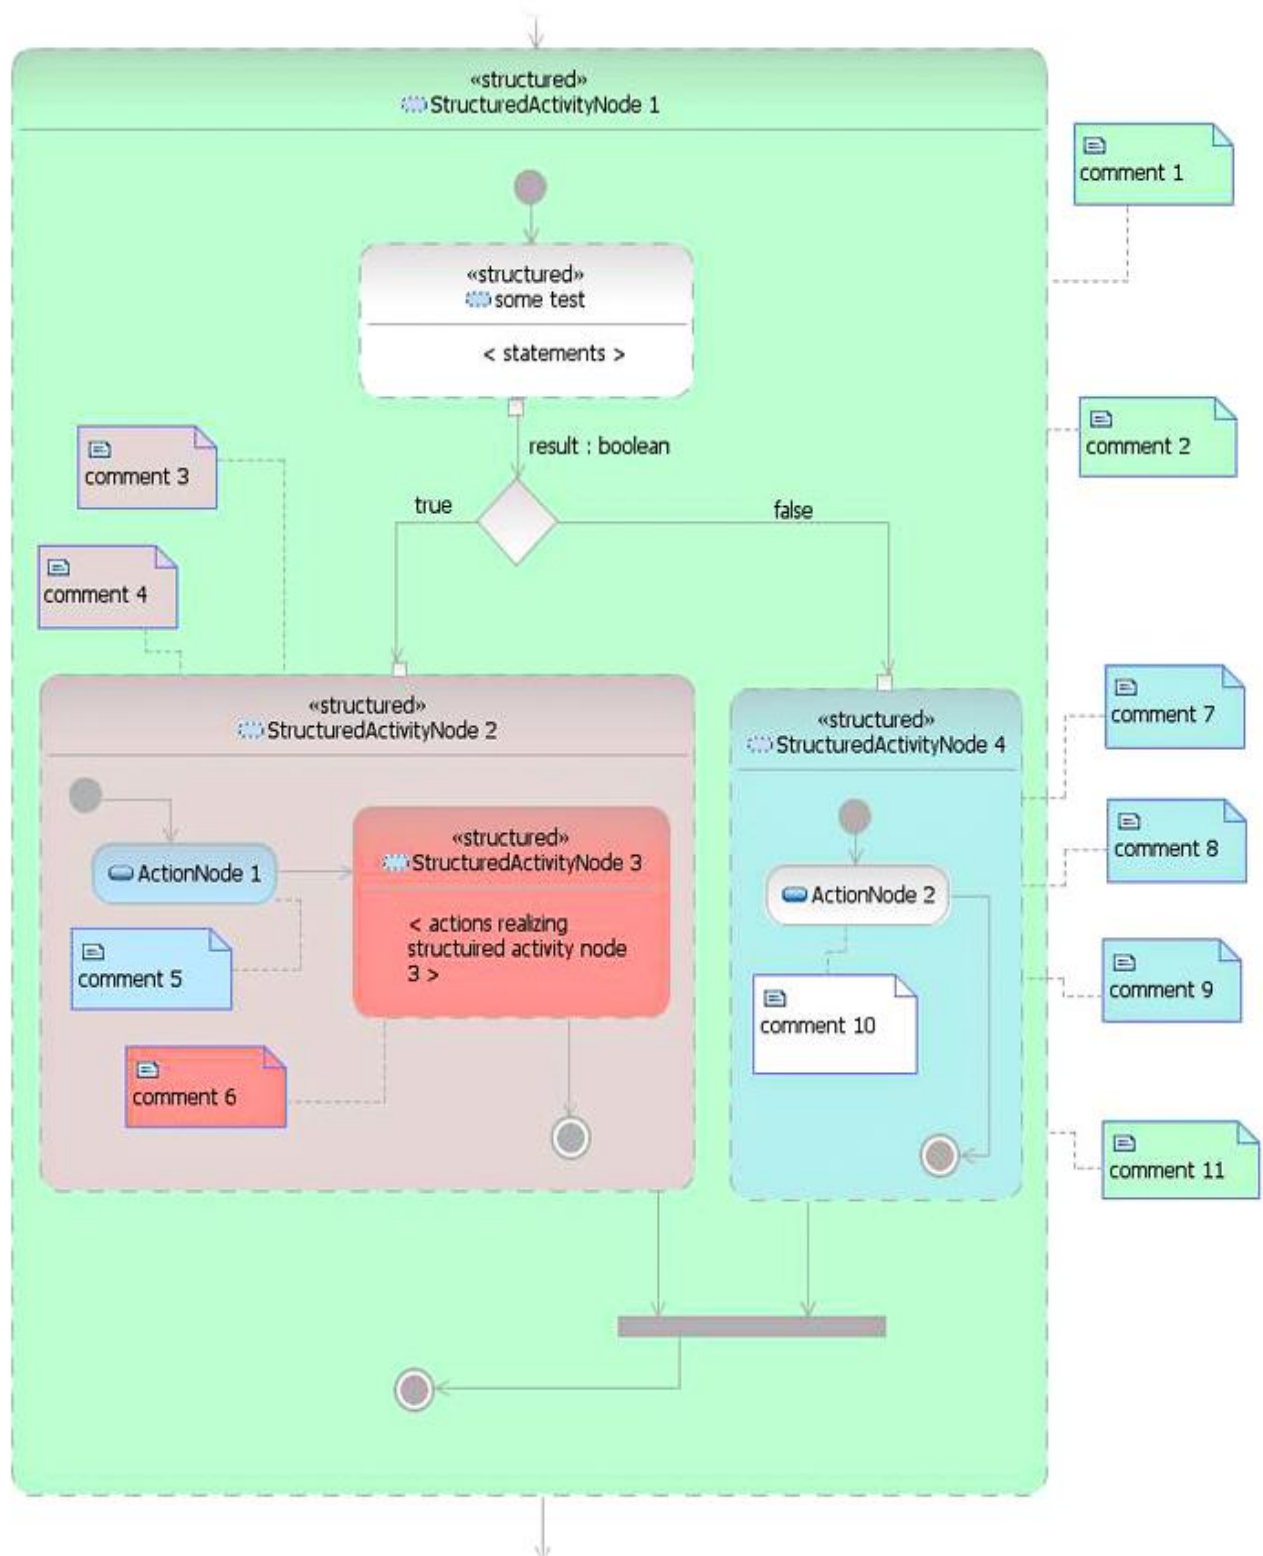 «structured»
StructuredActivityNode 1
comment 1
«structured»
some test
< statements >
comment 2
result : boolean
comment 3
true
false
comment 4
«structured»
StructuredActivityNode 2
«structured»
StructuredActivityNode 4
comment 7
«structured»
StructuredActivityNode 3
comment 8
ActionNode 1
ActionNode 2
< actions realizing
structuired activity node
3 >
comment 5
comment 9
comment 10
comment 6
comment 11